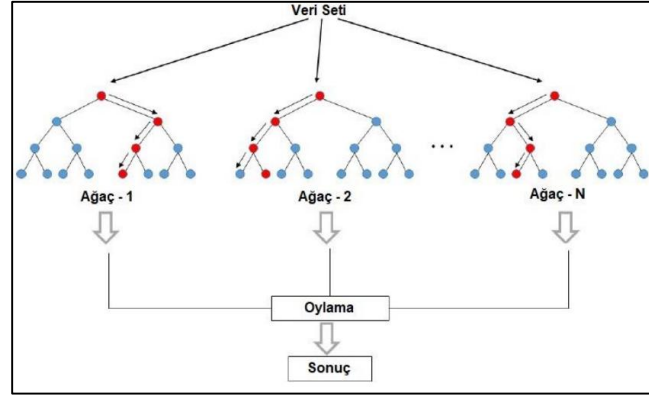 Veri Seti
Ağaç - 1
Ağaç - 2
Ağaç - N
Oylama
Sonuç